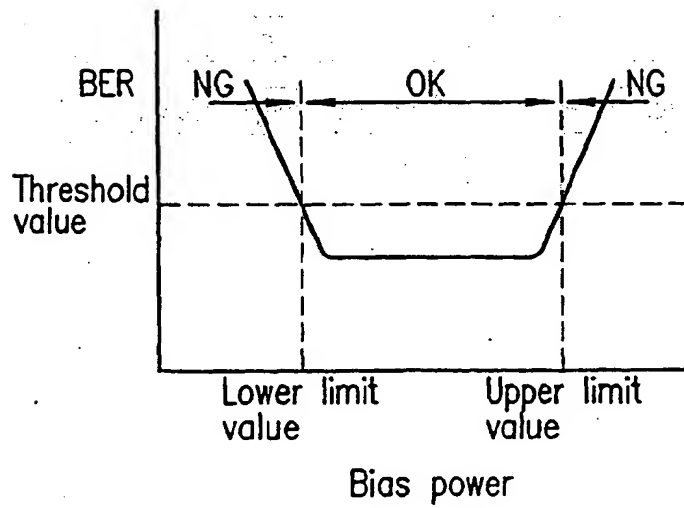 BER NG OK NG
Threshold
value
Lower limit Upper limit
value value
Bias power